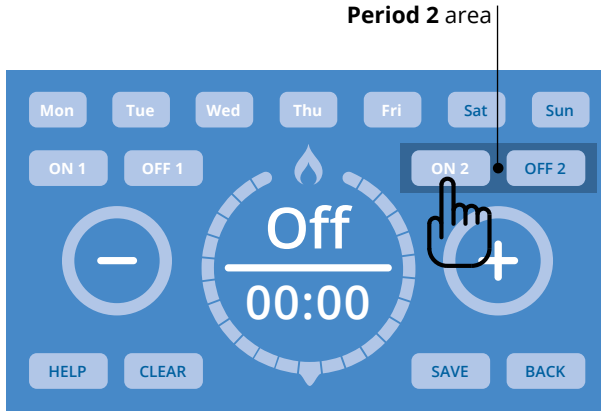 Period 2 area
Mon Tue Wed Thu Fri Sat Sun
ON 1 OFF 1 ON 2 OFF 2
Off
00:00
HELP CLEAR SAVE BACK